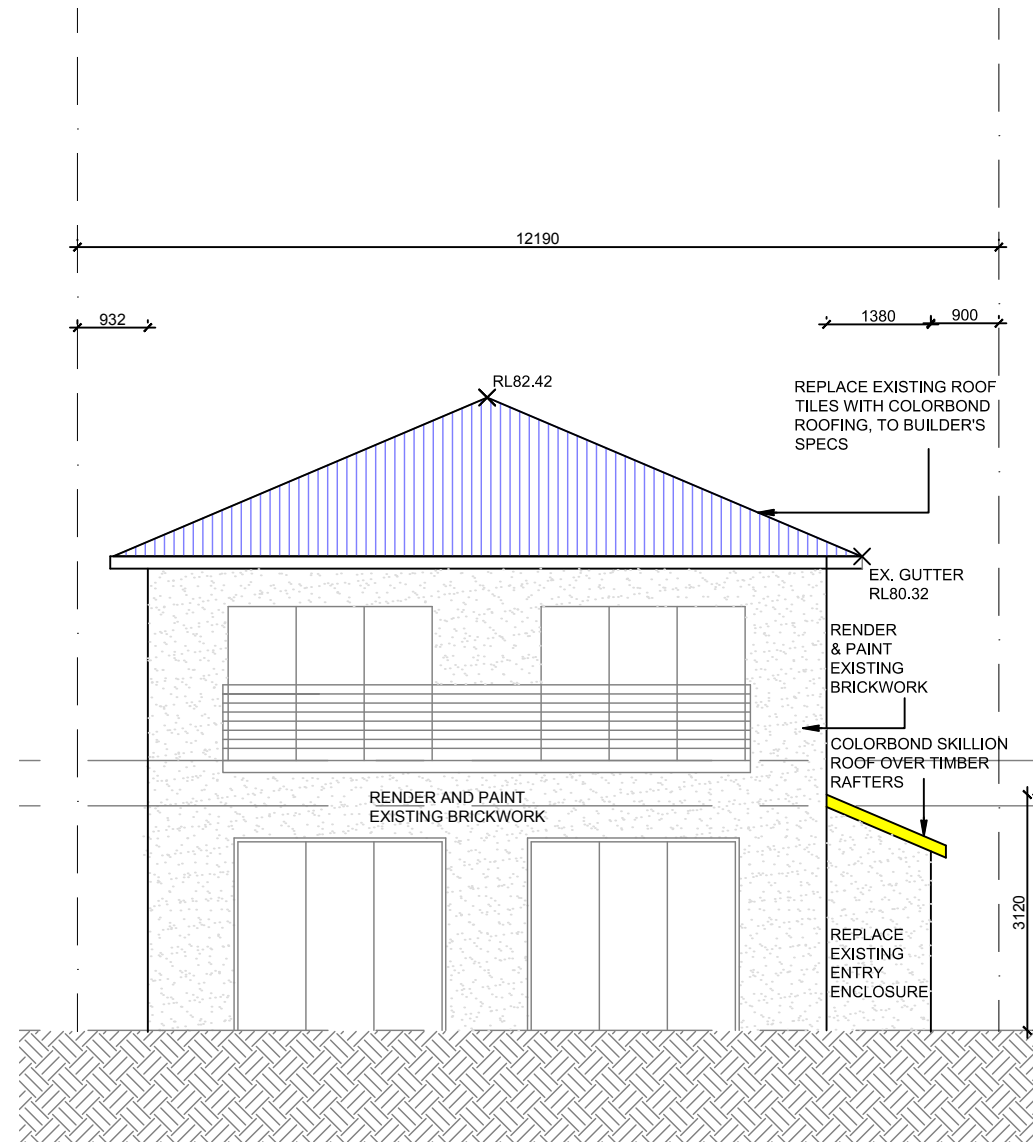 12190
932
1380
900
RL82.42
REPLACE EXISTING ROOF
TILES WITH COLORBOND
ROOFING, TO BUILDER'S
SPECS
EX. GUTTER
RL80.32
RENDER
& PAINT
EXISTING
BRICKWORK
COLORBOND SKILLION
ROOF OVER TIMBER
RAFTERS
RENDER AND PAINT
EXISTING BRICKWORK
3120
REPLACE
EXISTING
ENTRY
ENCLOSURE